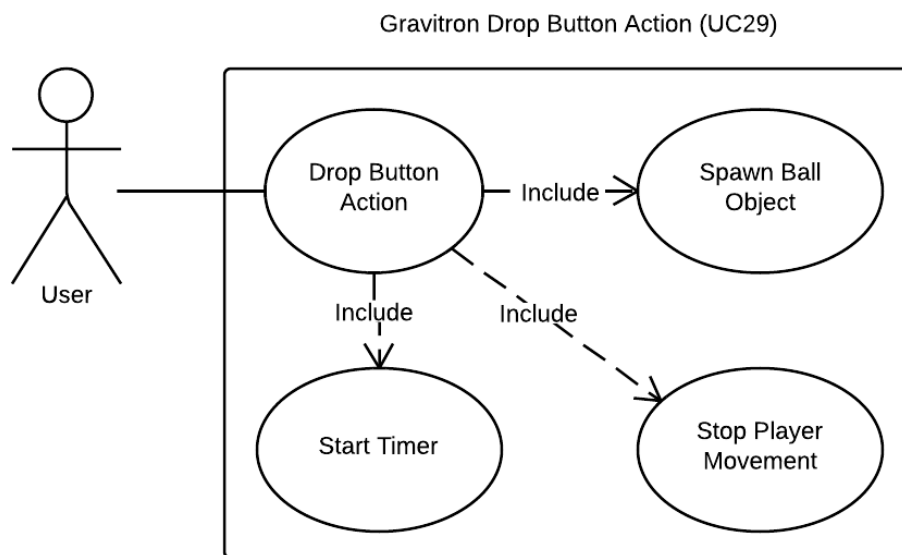 Gravitron Drop Button Action (UC29)
Drop Button
Action
Include
Spawn Ball
Object
User
Include
Include
Start Timer
Stop Player
Movement